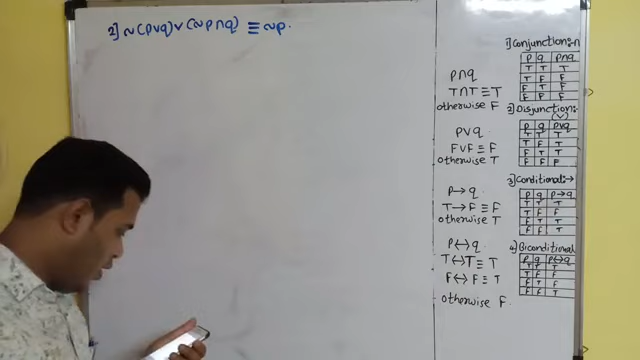 2] ~(p∨q)∨(~p∩q) ≡ ~p.
p∩q
T∩T≡T
otherwise F
p∨q
F∨F≡F
otherwise T
p→q
T→F≡F
otherwise T
p↔q
T↔T≡T
F↔F≡T
otherwise F
1] Conjunction:-∩
p q p∩q
T T T
T F F
F T F
F F F
2] Disjunction:-
(∨)
p q p∨q
T T T
T F T
F T T
F F F
3] Conditional:→
p q p→q
T T T
T F F
F T T
F F T
4] Biconditional
p q p↔q
T T T
T F F
F T F
F F T